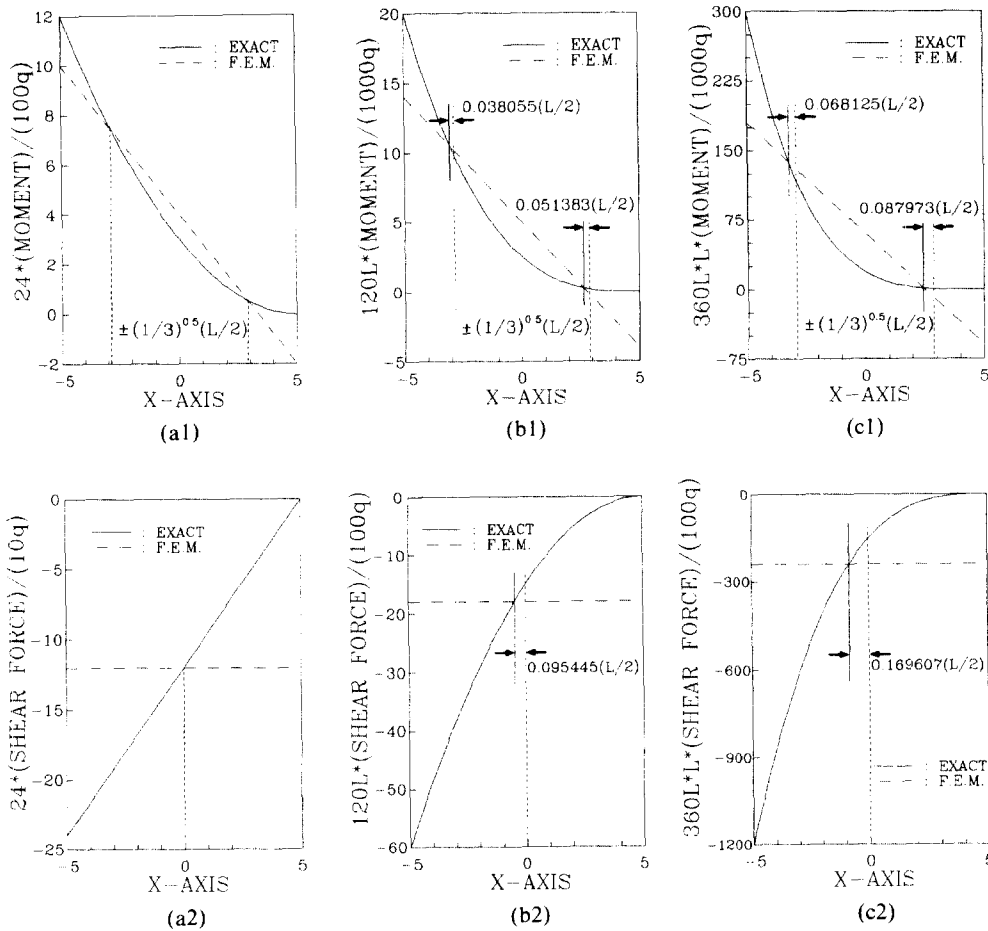 24*(MOMENT)/(100q)
12
10
8
6
4
2
0
-2
EXACT
F.E.M.
±(1/3)^0.5(L/2)
-5
0
5
X-AXIS
(a1)
120L*(MOMENT)/(1000q)
20
15
10
5
0
-5
: EXACT
: F.E.M.
0.038055(L/2)
0.051383(L/2)
±(1/3)^0.5(L/2)
-5
0
5
X-AXIS
(b1)
360L*L*(MOMENT)/(1000q)
300
225
150
75
0
-75
: EXACT
: F.E.M.
0.068125(L/2)
0.087973(L/2)
±(1/3)^0.5(L/2)
-5
0
5
X-AXIS
(c1)
24*(SHEAR FORCE)/(10q)
0
-5
-10
-15
-20
-25
: EXACT
: F.E.M.
-5
0
5
X-AXIS
(a2)
120L*(SHEAR FORCE)/(100q)
0
-10
-20
-30
-40
-50
-60
: EXACT
: F.E.M.
0.095445(L/2)
-5
0
5
X-AXIS
(b2)
360L*L*(SHEAR FORCE)/(100q)
0
-300
-600
-900
-1200
0.169607(L/2)
: EXACT
: F.E.M.
-5
0
5
X-AXIS
(c2)